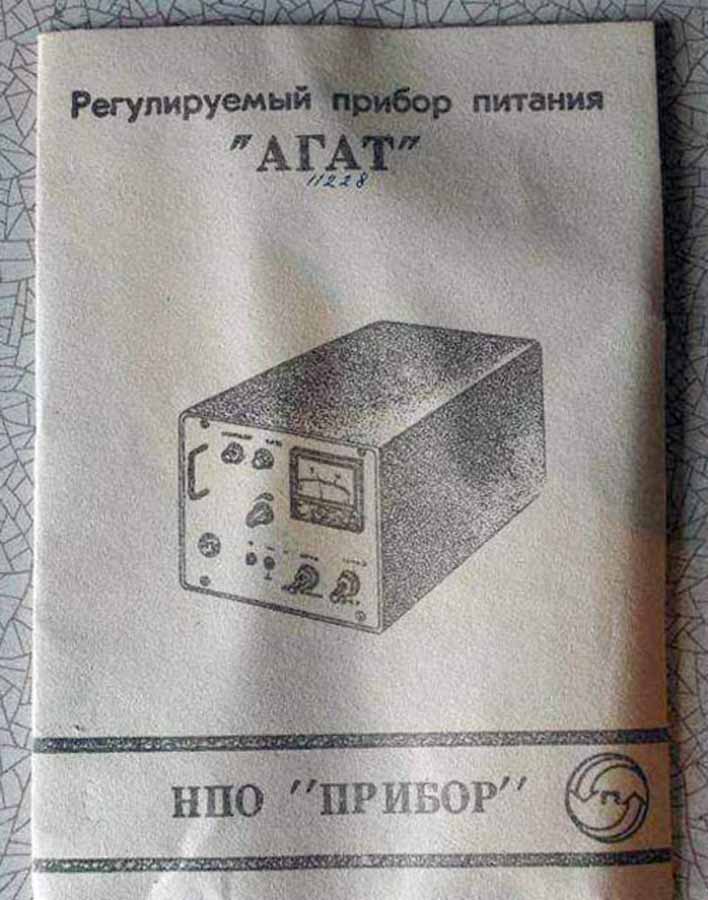 Регулируемый прибор питания
"АГАТ"
11228
НПО "ПРИБОР"